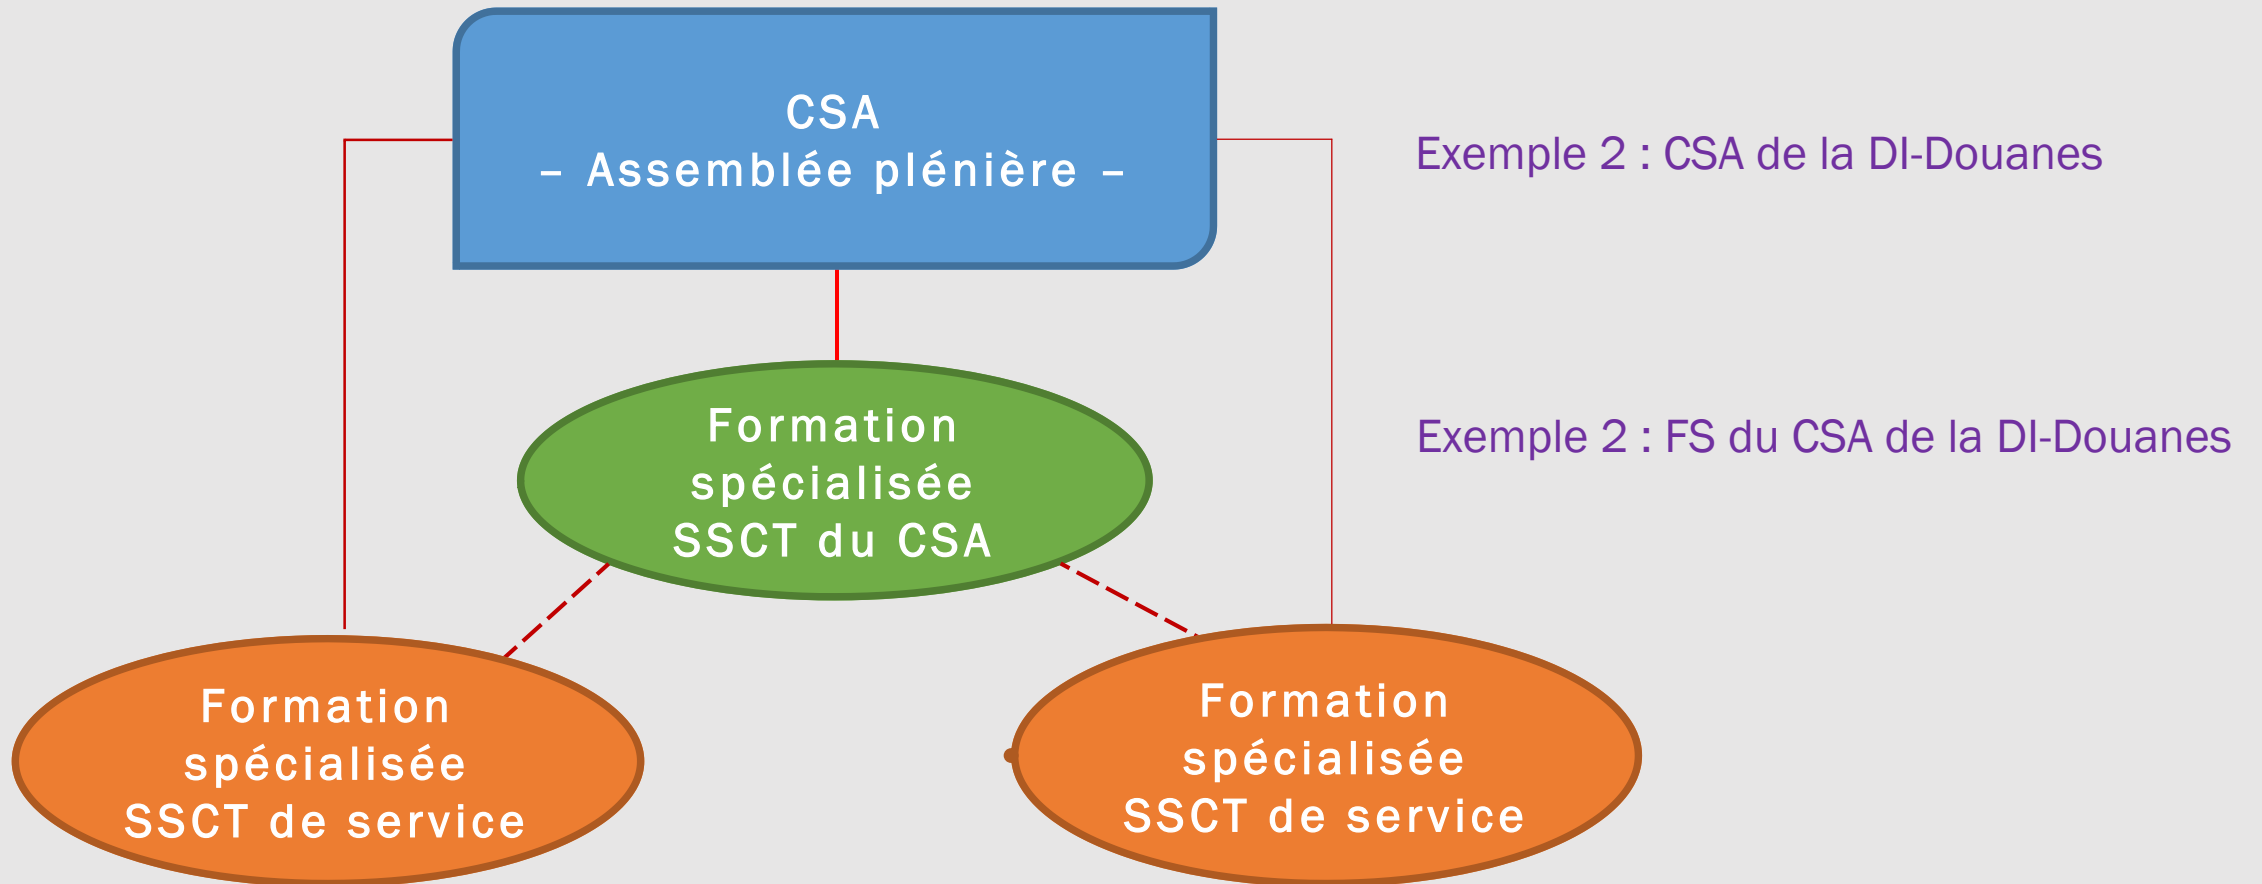 CSA
– Assemblée plénière –
Exemple 2 : CSA de la DI-Douanes
Formation
spécialisée
SSCT du CSA
Exemple 2 : FS du CSA de la DI-Douanes
Formation
spécialisée
SSCT de service
Formation
spécialisée
SSCT de service